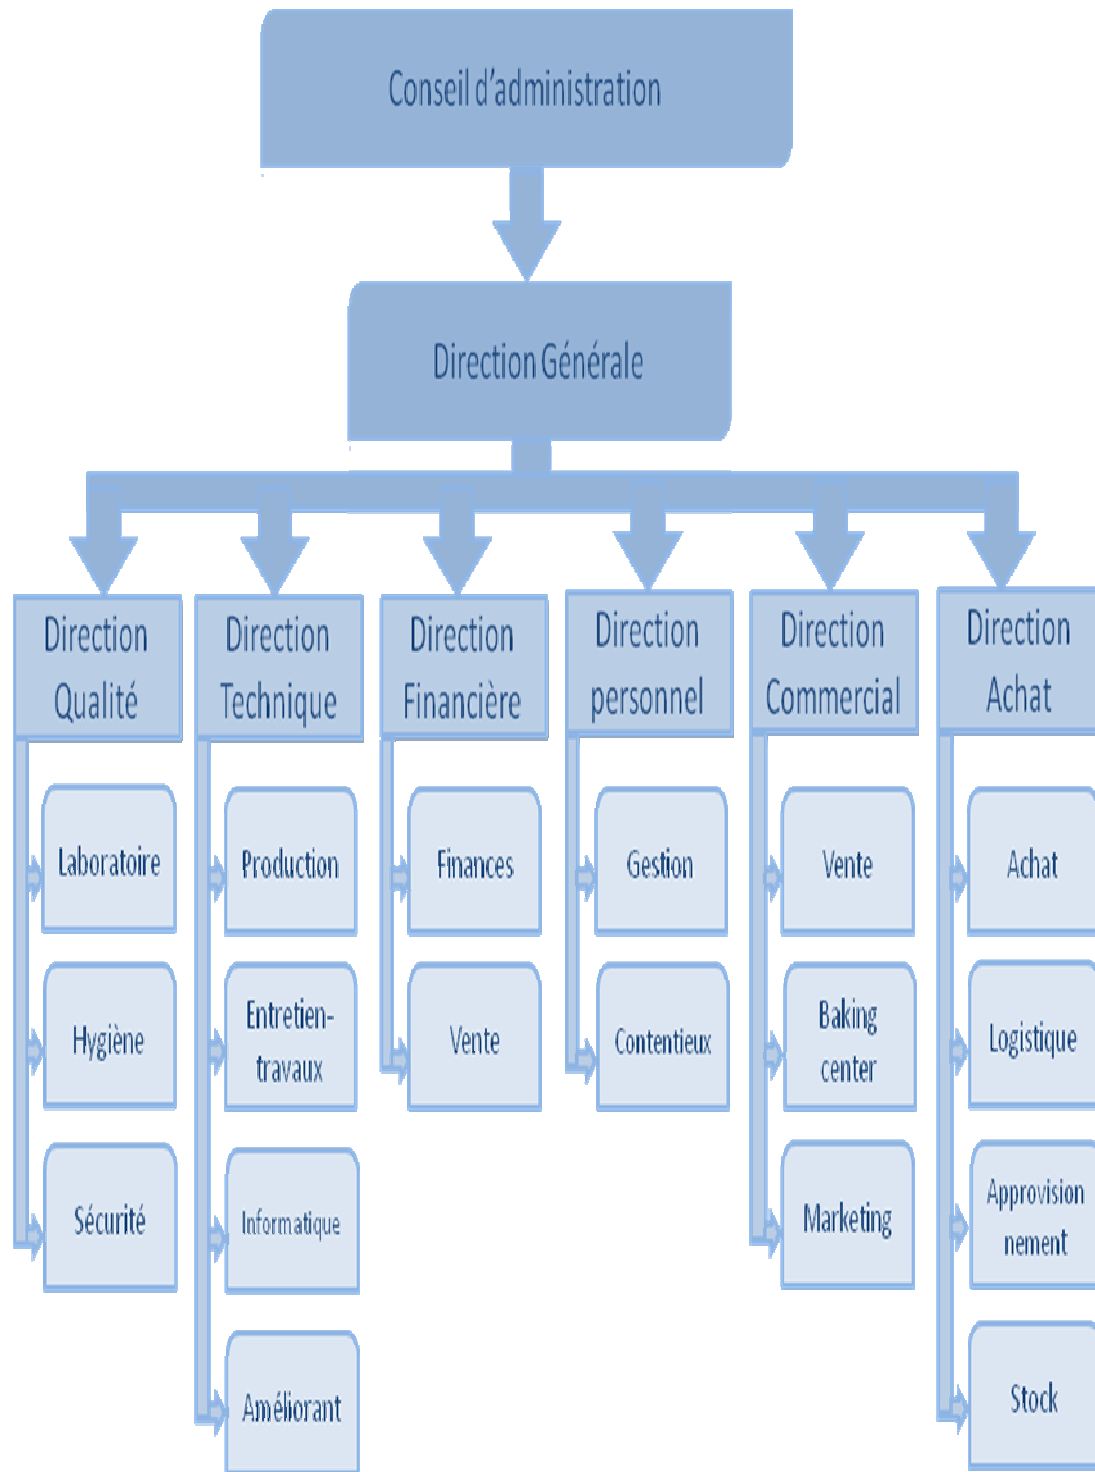 Conseil d'administration
Direction Générale
Direction
Qualité
Laboratoire
Hygiène
Sécurité
Direction
Technique
Production
Entretien-
travaux
Informatique
Améliorant
Direction
Financière
Finances
Vente
Direction
personnel
Gestion
Contentieux
Direction
Commercial
Vente
Baking
center
Marketing
Direction
Achat
Achat
Logistique
Approvision
nement
Stock